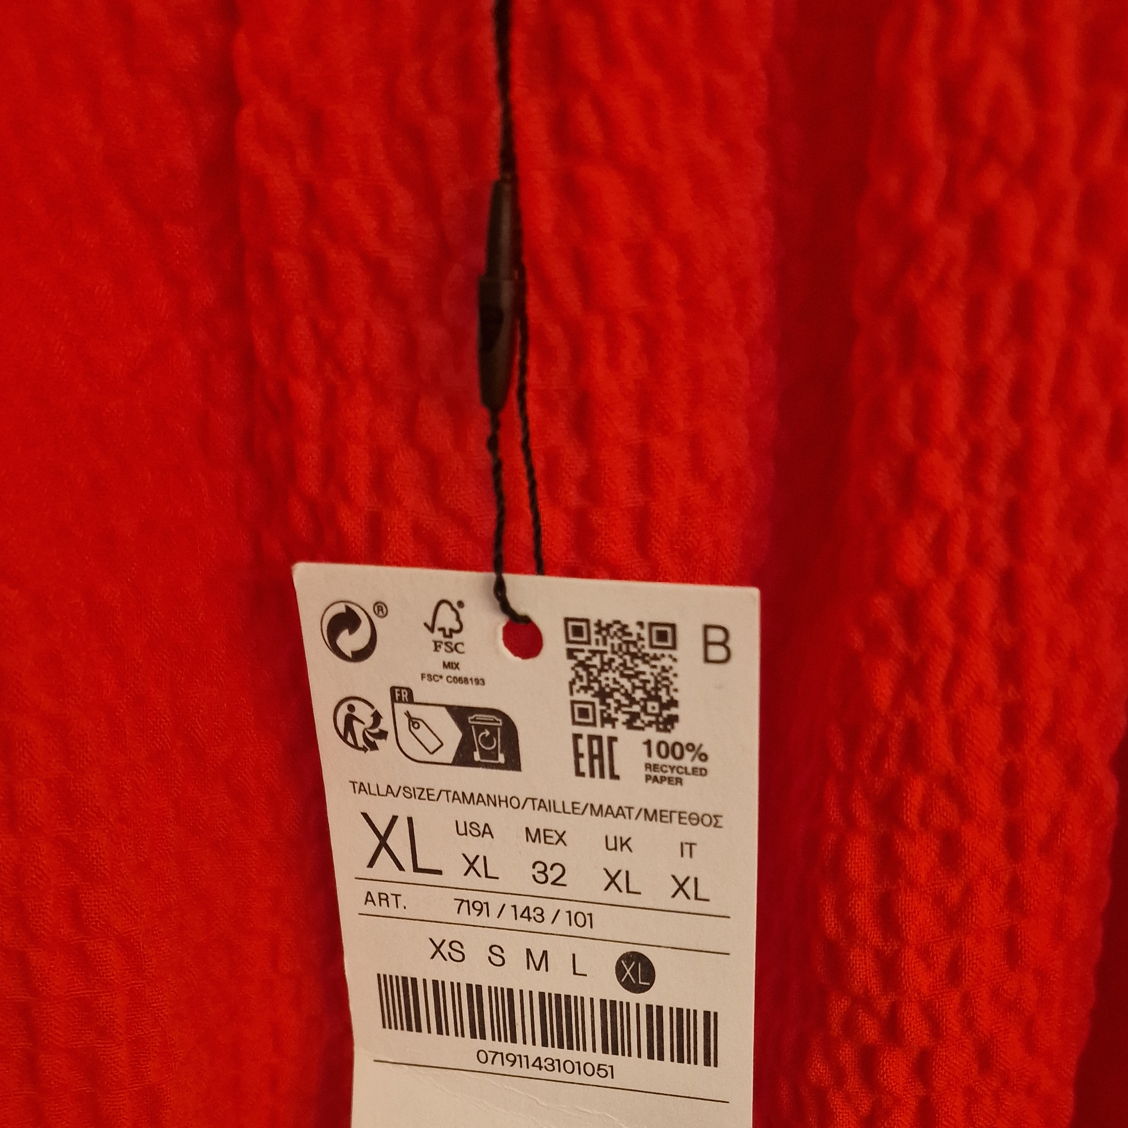 ®
FSC
MIX
FSC® C068193
B
FR
EAC
100%
RECYCLED
PAPER
TALLA/SIZE/TAMANHO/TAILLE/MAAT/ΜΕΓΕΘΟΣ
XL
USA MEX UK IT
XL 32 XL XL
ART. 7191 / 143 / 101
XS S M L XL
07191143101051